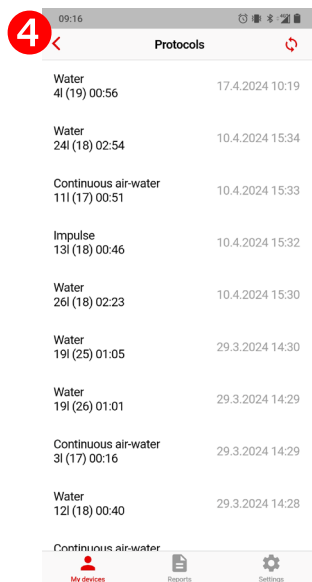 4
09:16
Protocols
Water
4l (19) 00:56
17.4.2024 10:19
Water
24l (18) 02:54
10.4.2024 15:34
Continuous air-water
11l (17) 00:51
10.4.2024 15:33
Impulse
13l (18) 00:46
10.4.2024 15:32
Water
26l (18) 02:23
10.4.2024 15:30
Water
19l (25) 01:05
29.3.2024 14:30
Water
19l (26) 01:01
29.3.2024 14:29
Continuous air-water
3l (17) 00:16
29.3.2024 14:29
Water
12l (18) 00:40
29.3.2024 14:28
Continuous air-water
My devices
Reports
Settings